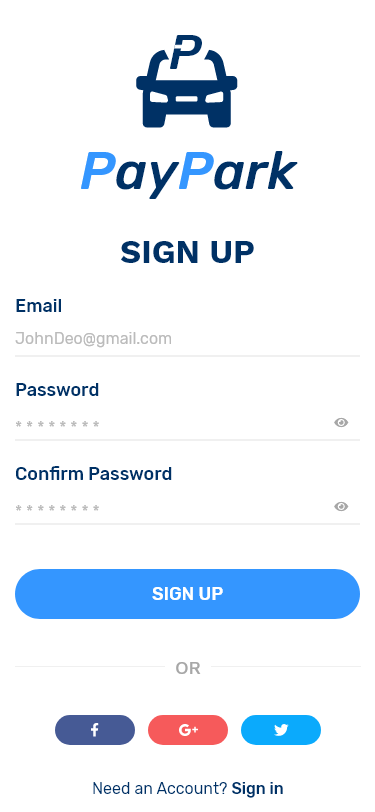 P
PayPark
SIGN UP
Email
JohnDeo@gmail.com
Password
* * * * * * * *
Confirm Password
* * * * * * * *
SIGN UP
OR
f
G+
Need an Account? Sign in